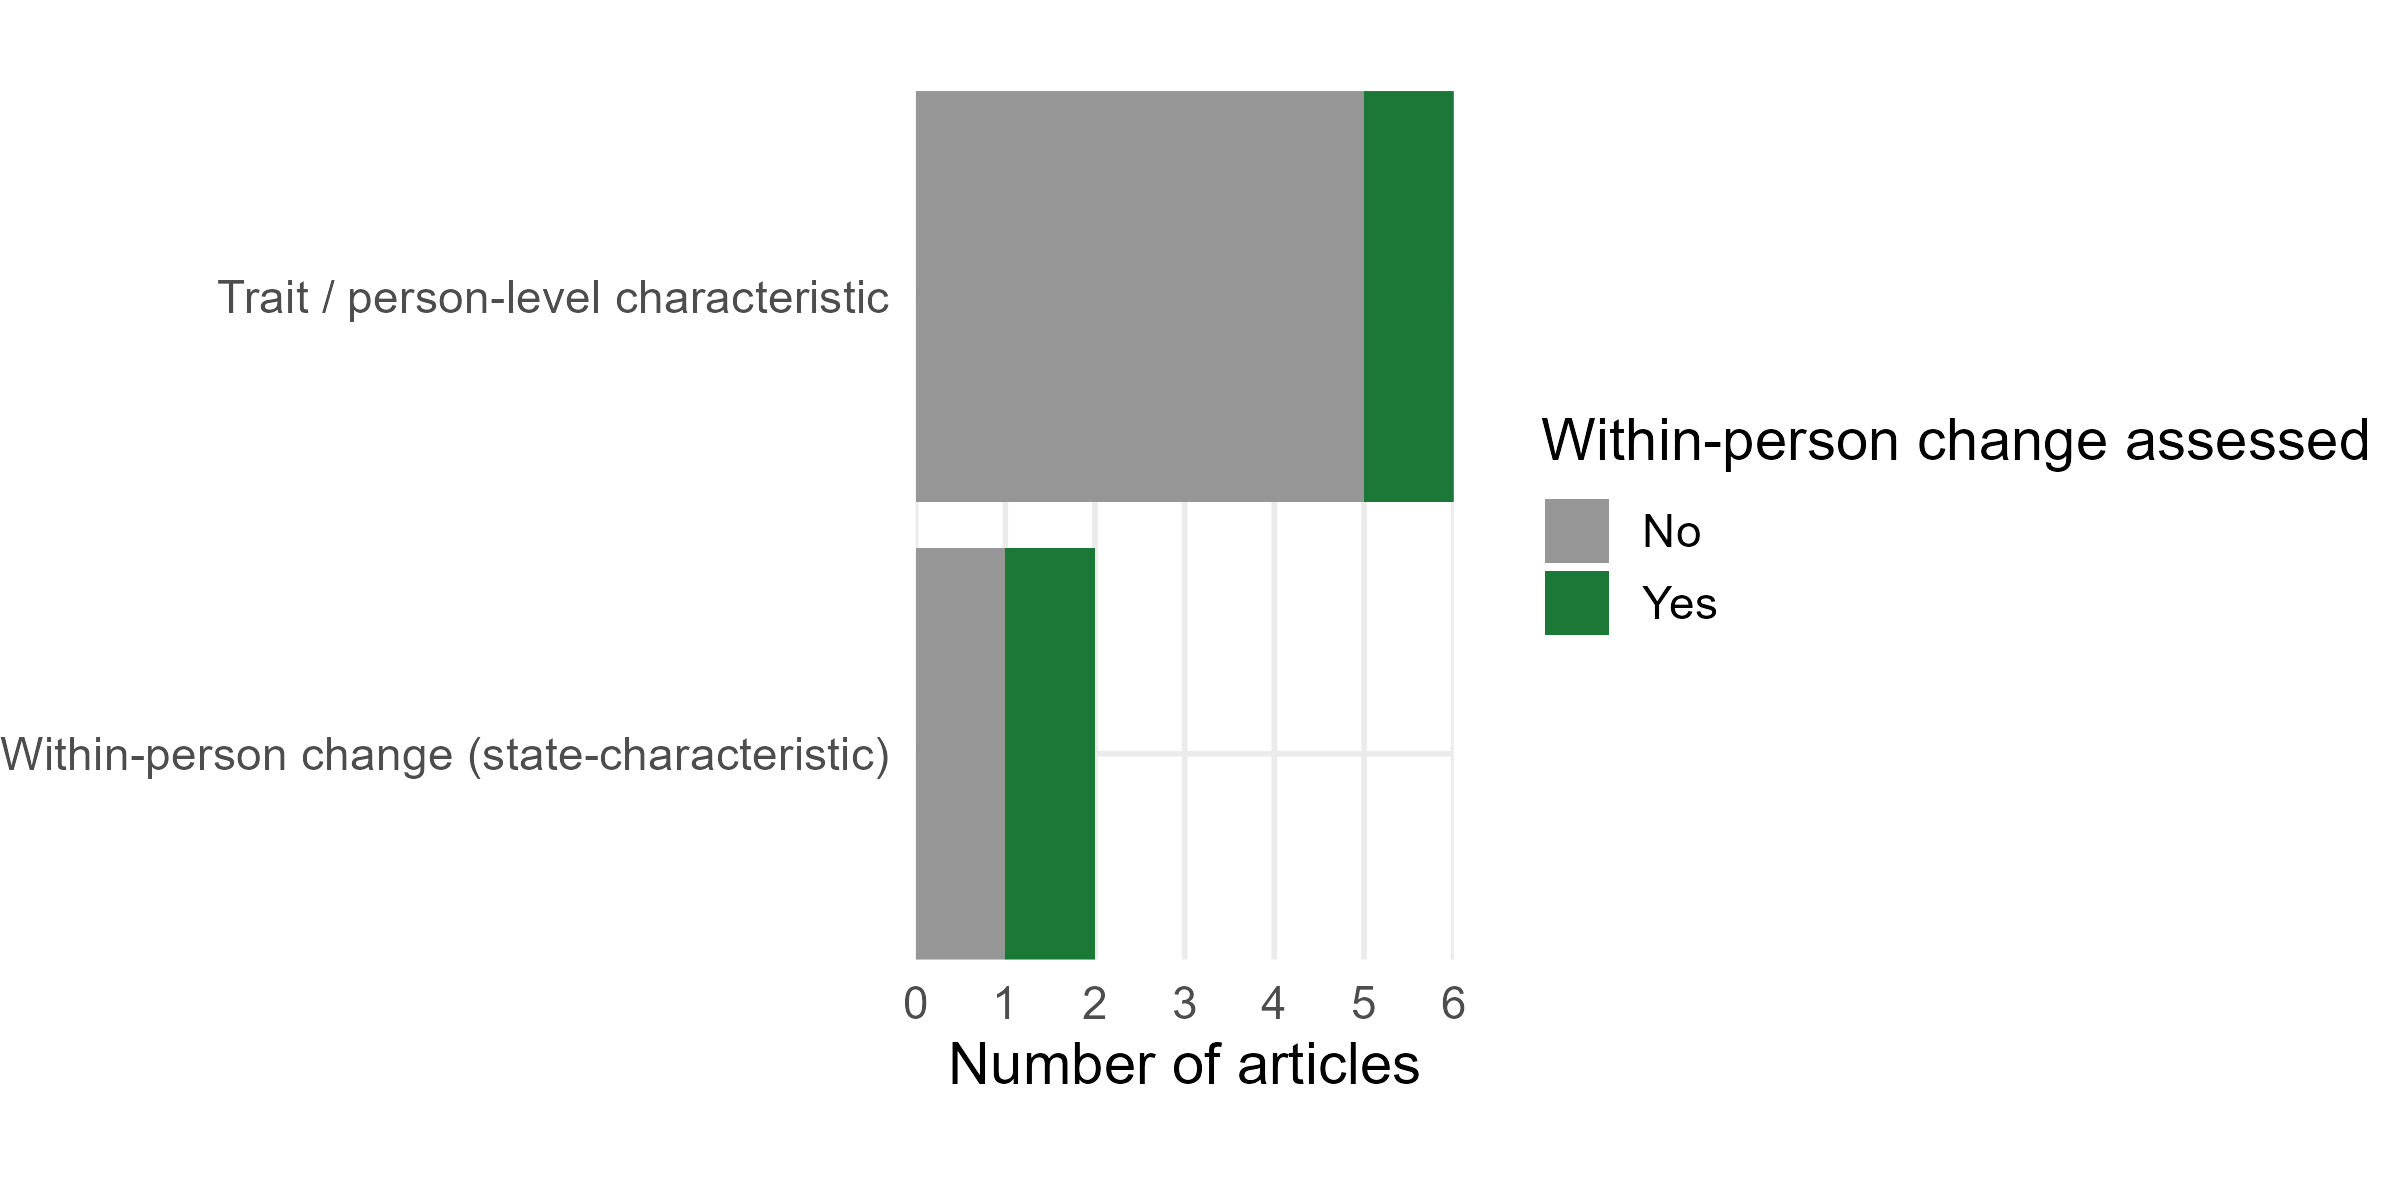 Trait / person-level characteristic
Within-person change (state-characteristic)
0 1 2 3 4 5 6
Number of articles
Within-person change assessed
No
Yes